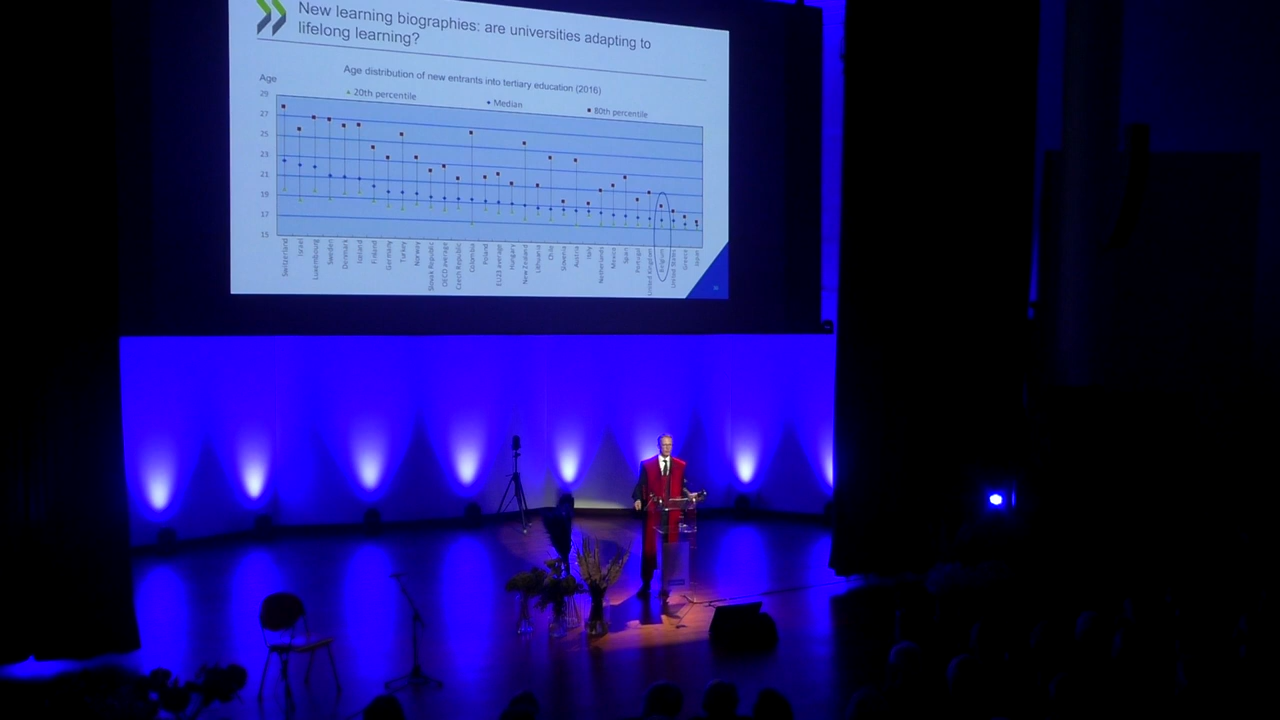 New learning biographies: are universities adapting to
lifelong learning?
Age distribution of new entrants into tertiary education (2016)
Age
20th percentile
Median
80th percentile
29
27
25
23
21
19
17
15
Switzerland
Israel
Luxembourg
Sweden
Denmark
Iceland
Finland
Germany
Turkey
Norway
Slovak Republic
OECD average
Czech Republic
Colombia
Poland
EU23 average
Hungary
New Zealand
Lithuania
Chile
Slovenia
Austria
Italy
Netherlands
Mexico
Spain
Portugal
United Kingdom
Belgium
United States
Greece
Japan